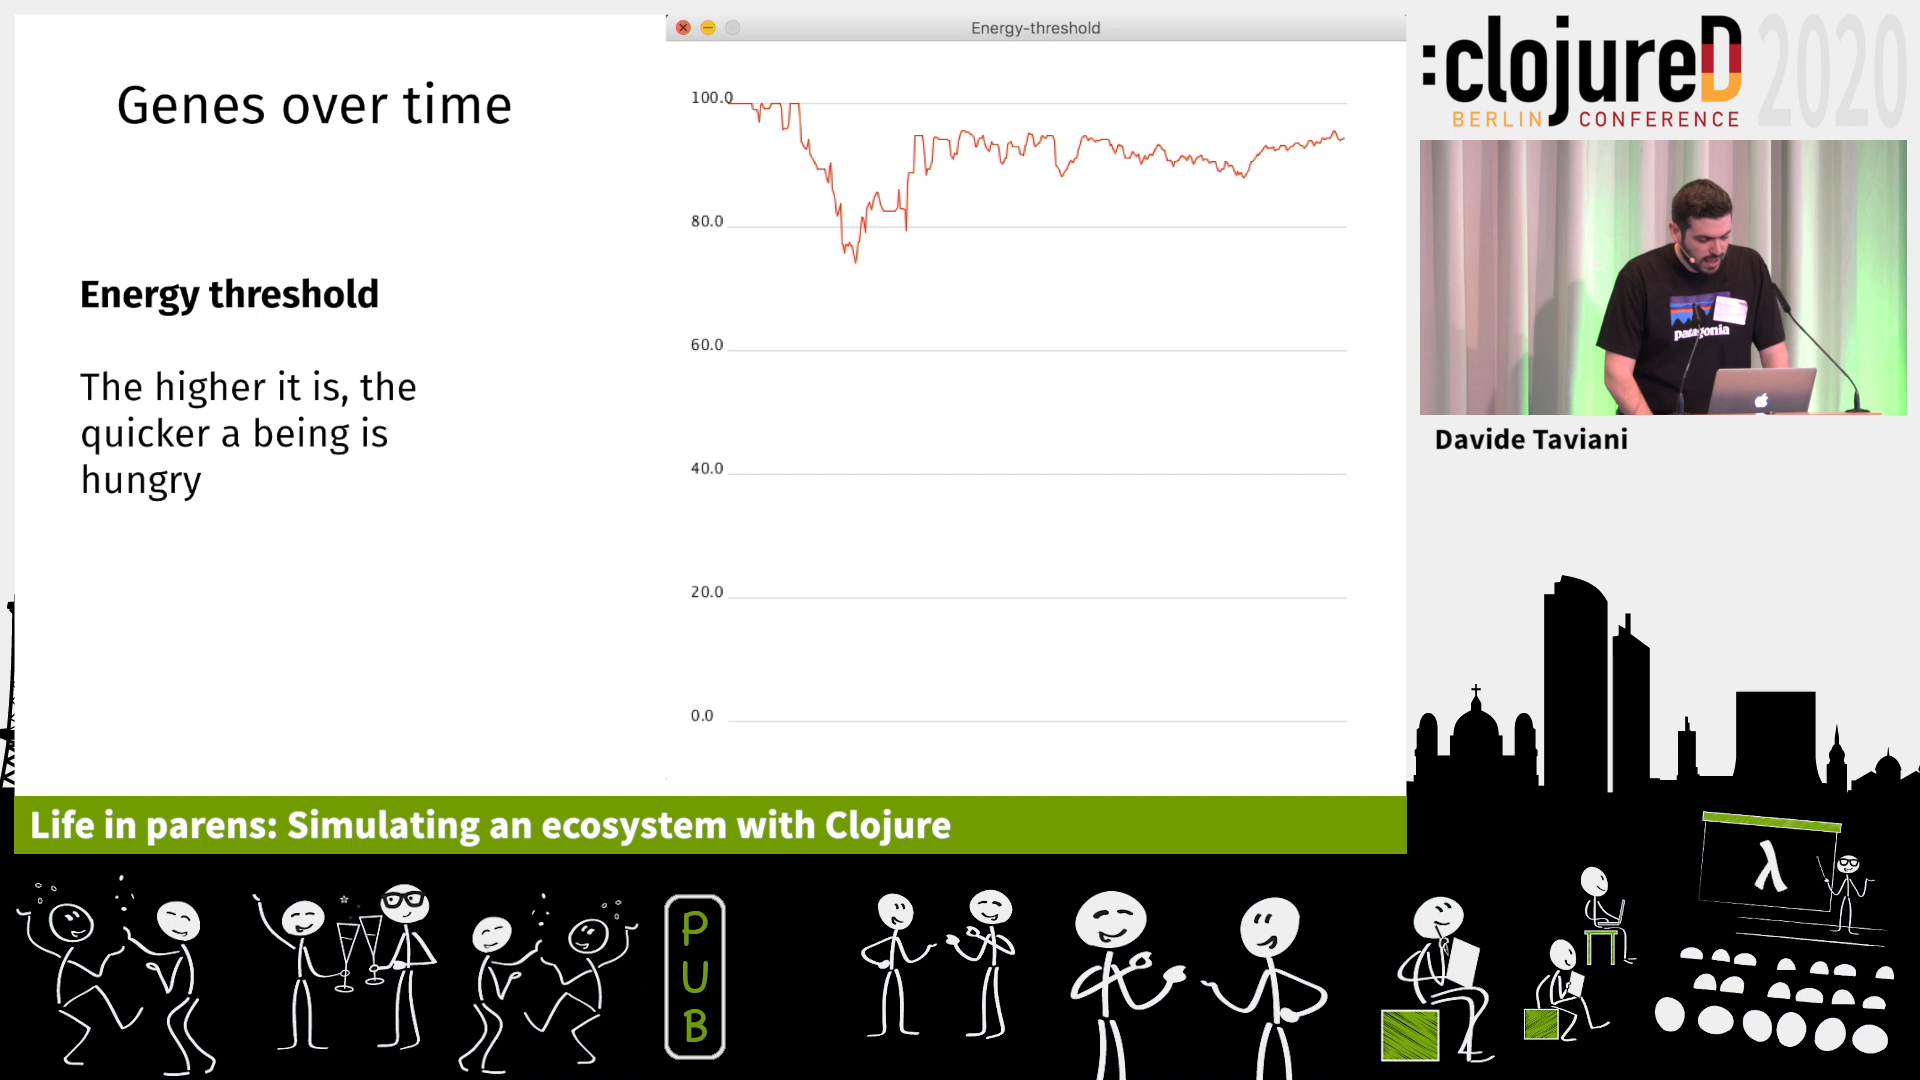 Genes over time
Energy threshold
The higher it is, the
quicker a being is
hungry
Energy-threshold
100.0
80.0
60.0
40.0
20.0
0.0
:clojureD 2020
BERLIN CONFERENCE
patagonia
Davide Taviani
Life in parens: Simulating an ecosystem with Clojure
PUB
λ